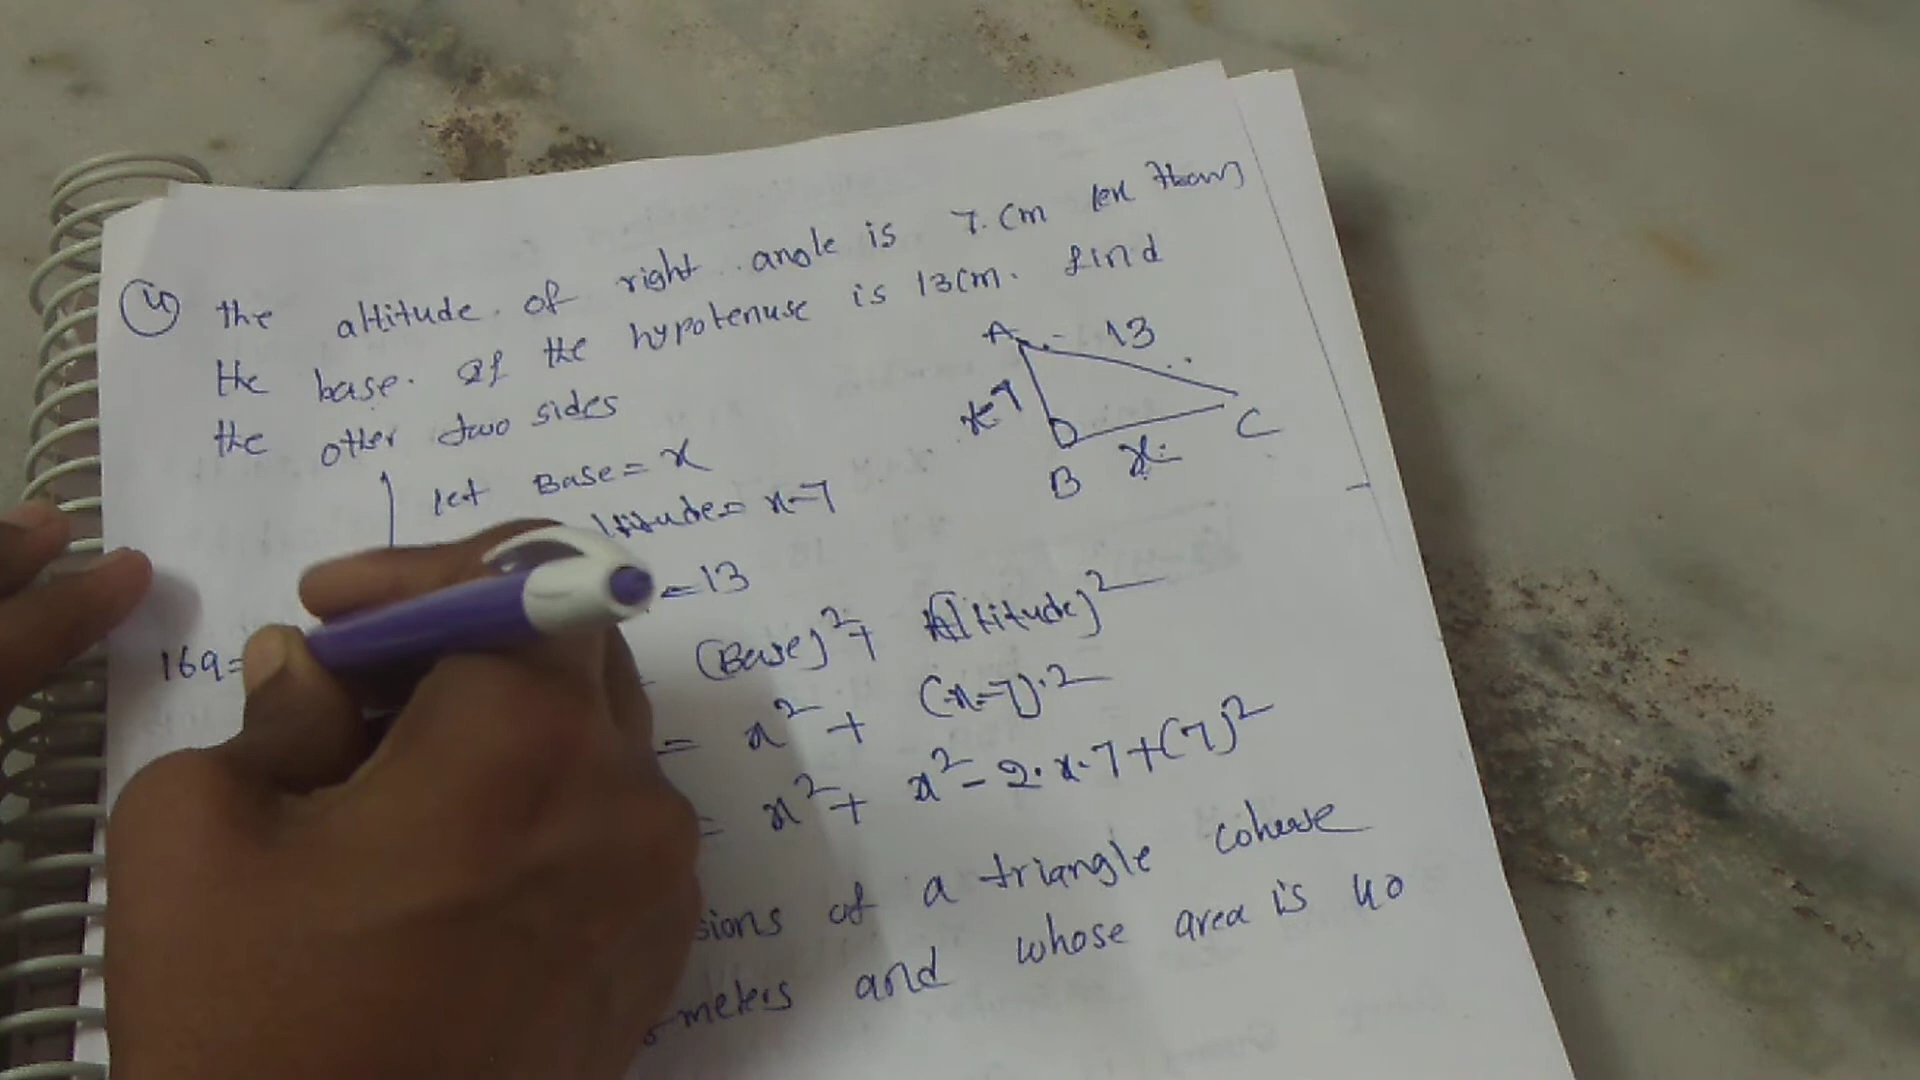 4 the altitude of right angle is 7.cm less than
the base. If the hypotenuse is 13cm. find
the other two sides
A 13
x-7
C
B x
let Base = x
ltitude = x-7
= 13
(Base)² + (Altitude)²
169 =
= x² + (x-7)²
= x² + x² - 2.x.7 + (7)²
sions of a triangle cohose
meters and whose area is 40